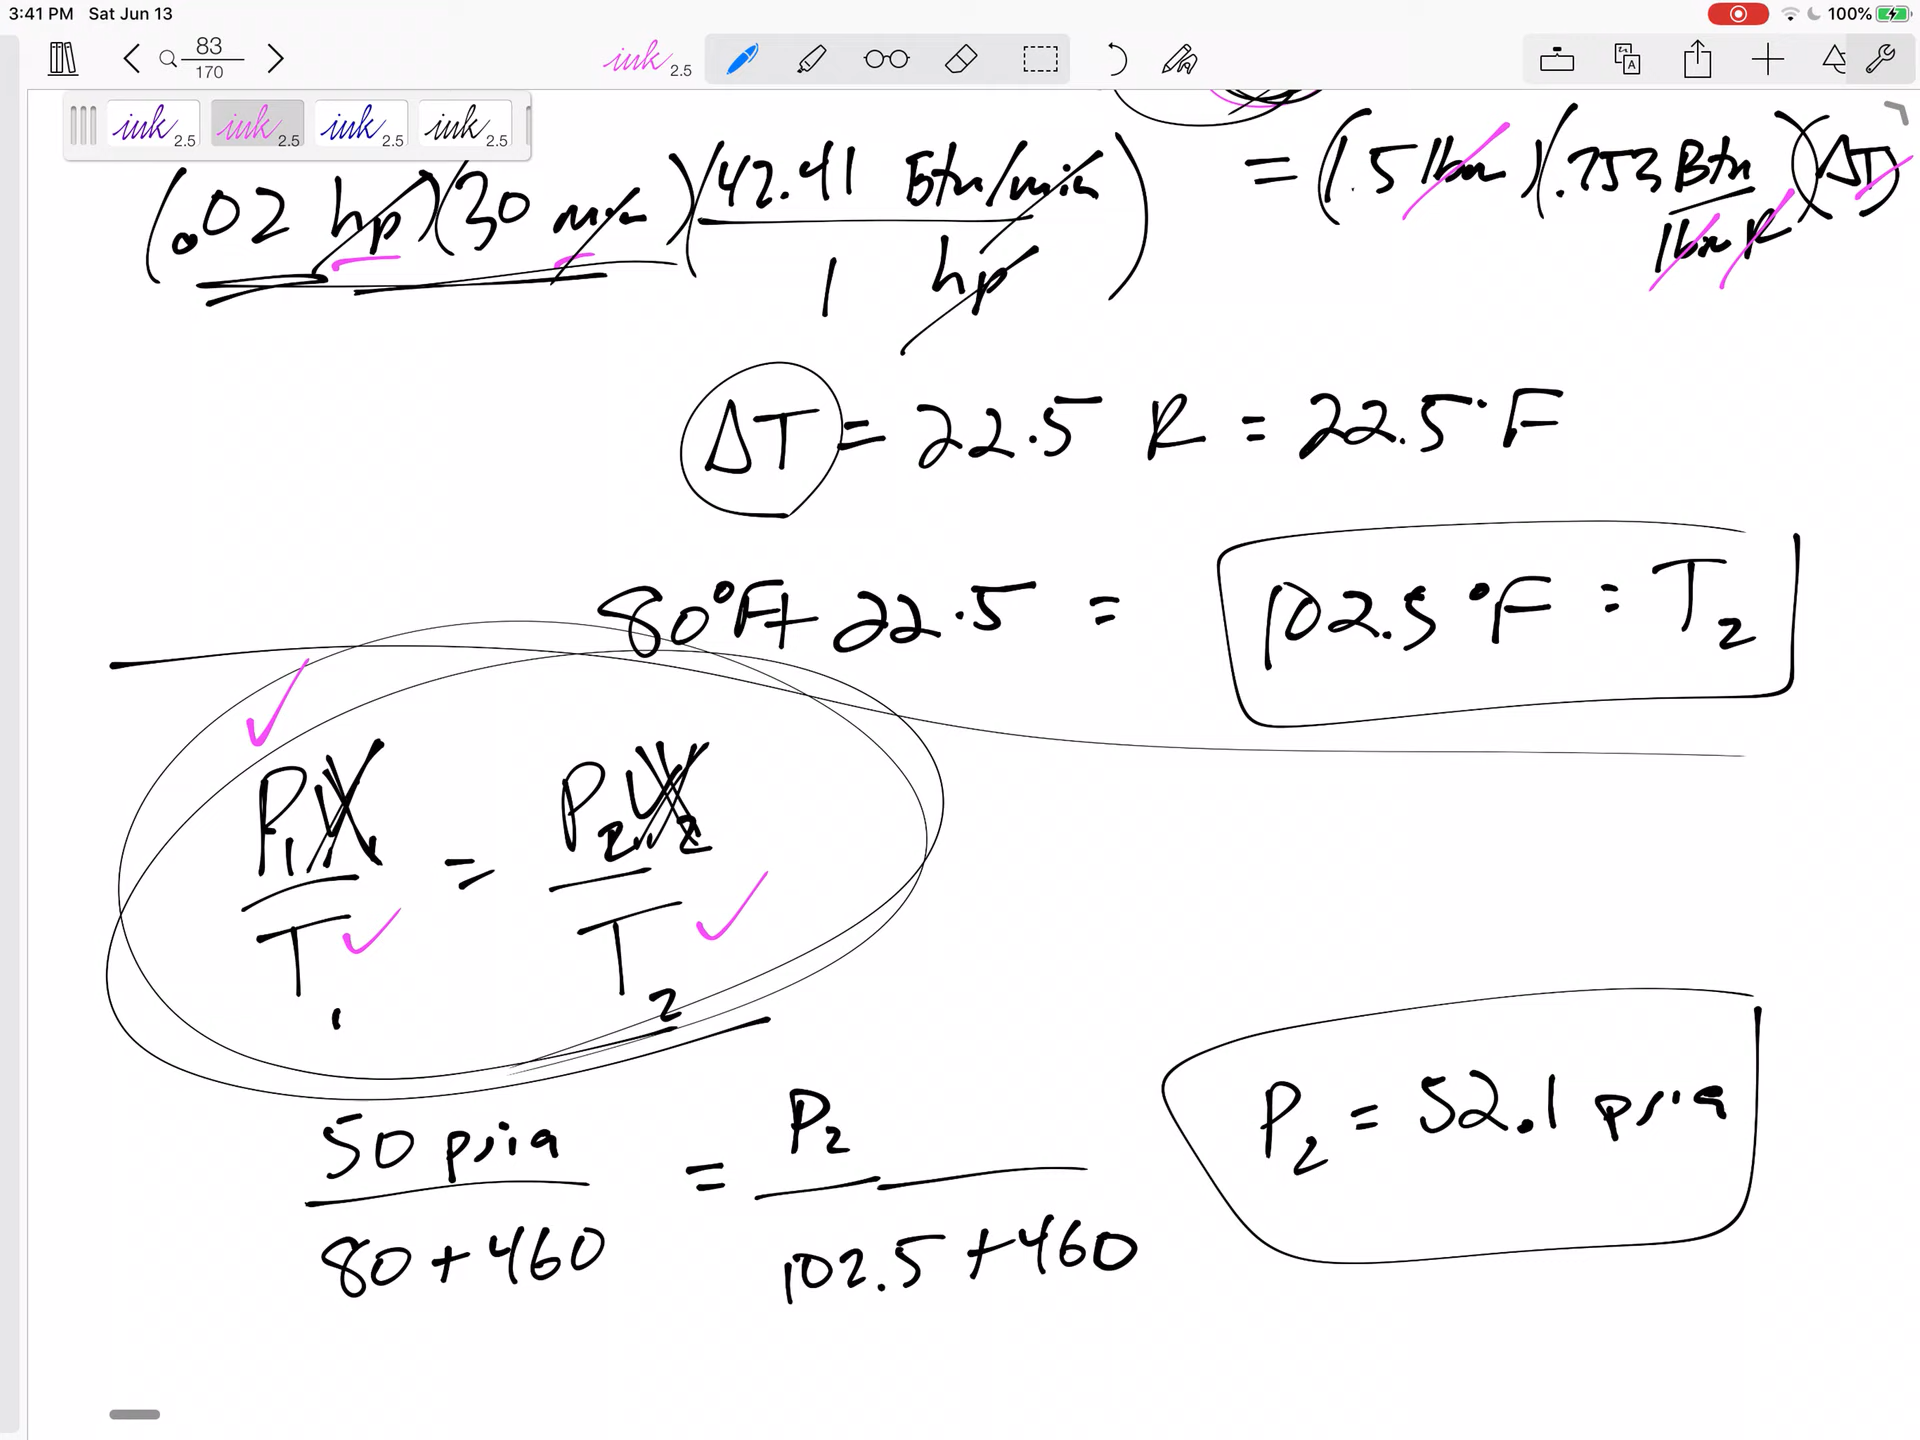 3:41 PM Sat Jun 13
100%
83
170
ink 2.5
ink 2.5 ink 2.5 ink 2.5 ink 2.5
(.02 hp)(30 min)(42.41 Btu/min / 1 hp) = (1.5 lbm)(.753 Btu / lbm R)(ΔT)
ΔT = 22.5 R = 22.5°F
80°F + 22.5 = 102.5 °F = T2
P1V1 / T1 = P2V2 / T2
50 psia / 80 + 460 = P2 / 102.5 + 460
P2 = 52.1 psia